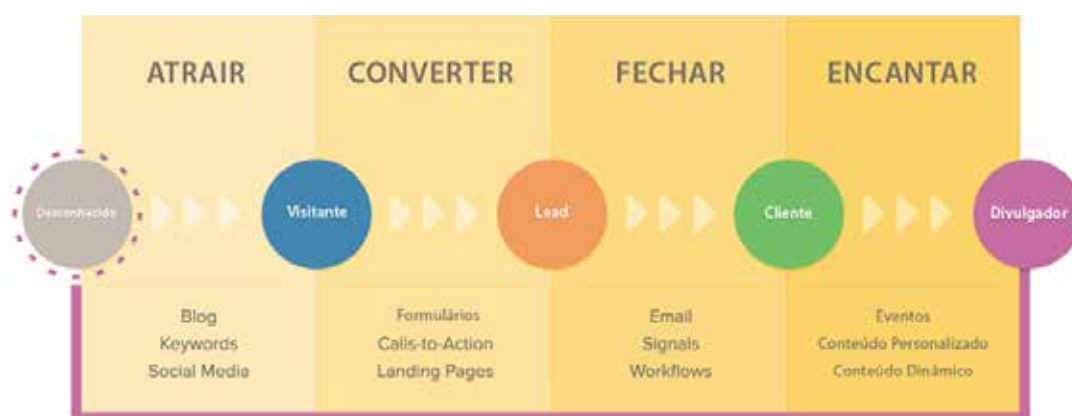 ATRAIR CONVERTER FECHAR ENCANTAR
Desconhecido Visitante Lead Cliente Divulgador
Blog Formulários Email Eventos
Keywords Calls-to-Action Signals Conteúdo Personalizado
Social Media Landing Pages Workflows Conteúdo Dinâmico